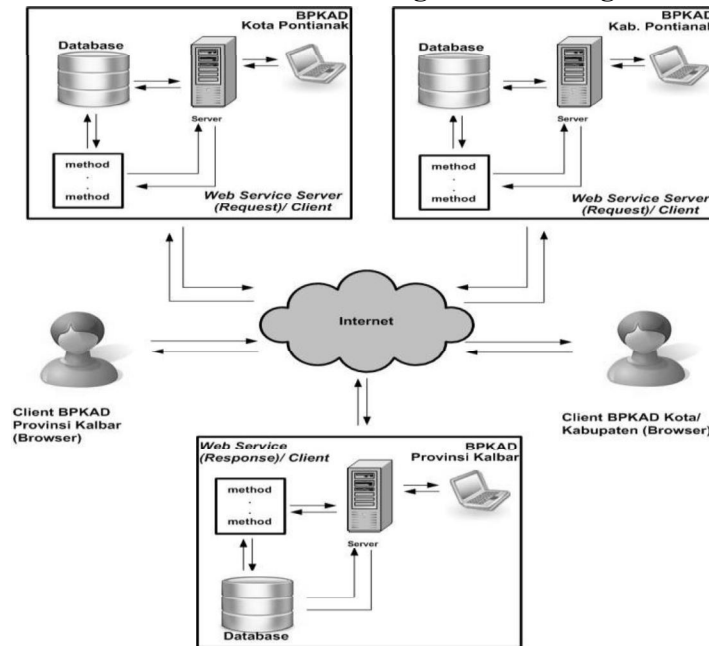 BPKAD
Kota Pontianak
Database
Server
method
.
.
method
Web Service Server
(Request)/ Client
BPKAD
Kab. Pontianak
Database
Server
method
.
.
method
Web Service Server
(Request)/ Client
Internet
Client BPKAD
Provinsi Kalbar
(Browser)
Client BPKAD Kota/
Kabupaten (Browser)
Web Service
(Response)/ Client
BPKAD
Provinsi Kalbar
method
.
.
method
Server
Database